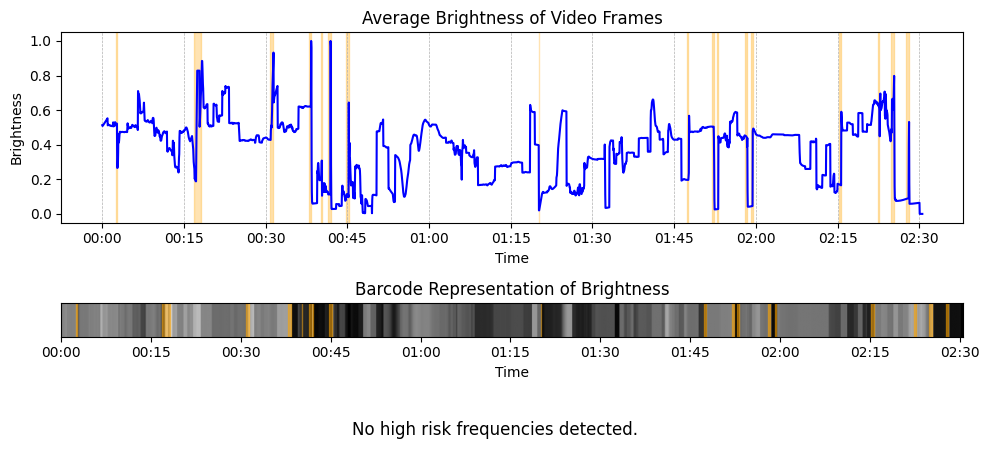 Average Brightness of Video Frames
1.0
0.8
0.6
0.4
0.2
0.0
Brightness
00:00 00:15 00:30 00:45 01:00 01:15 01:30 01:45 02:00 02:15 02:30
Time
Barcode Representation of Brightness
00:00 00:15 00:30 00:45 01:00 01:15 01:30 01:45 02:00 02:15 02:30
Time
No high risk frequencies detected.